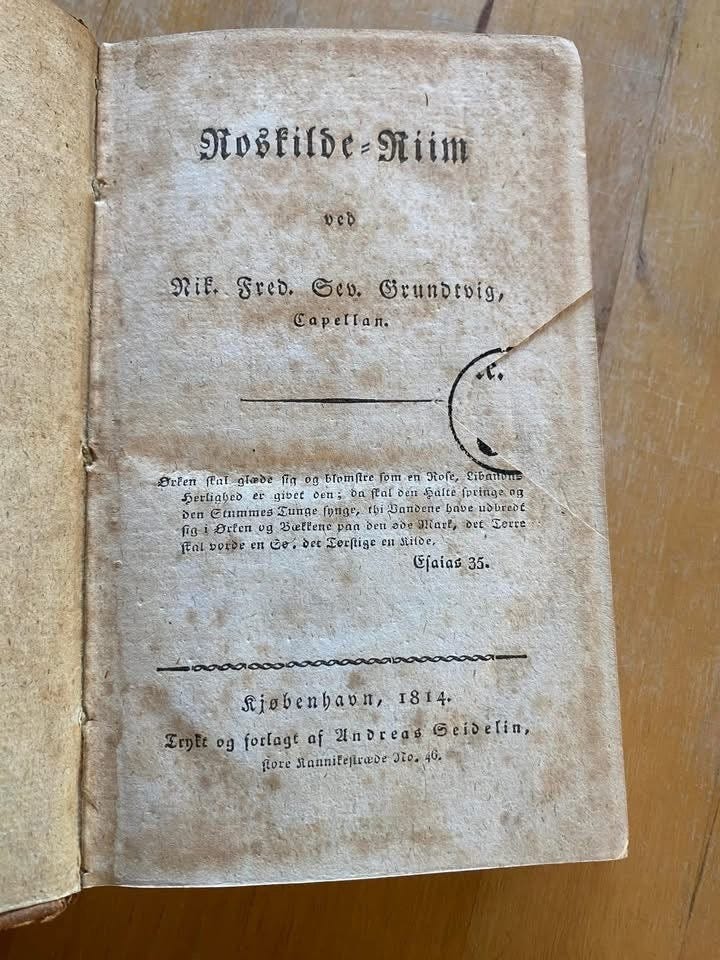 Roskilde-Riim
ved
Nik. Fred. Sev. Grundtvig,
Capellan.
Ørken skal glæde sig og blomstre som en Rose, Libanons
Herlighed er givet den; da skal den Halte springe og
den Stummes Tunge synge, thi Vandene have udbredt
sig i Ørken og Bækkene paa den øde Mark, det Tørre
skal vorde en Sø, det Tørstige en Kilde.
Esaias 35.
Kjøbenhavn, 1814.
Trykt og forlagt af Andreas Seidelin,
store Kannikestræde No. 46.